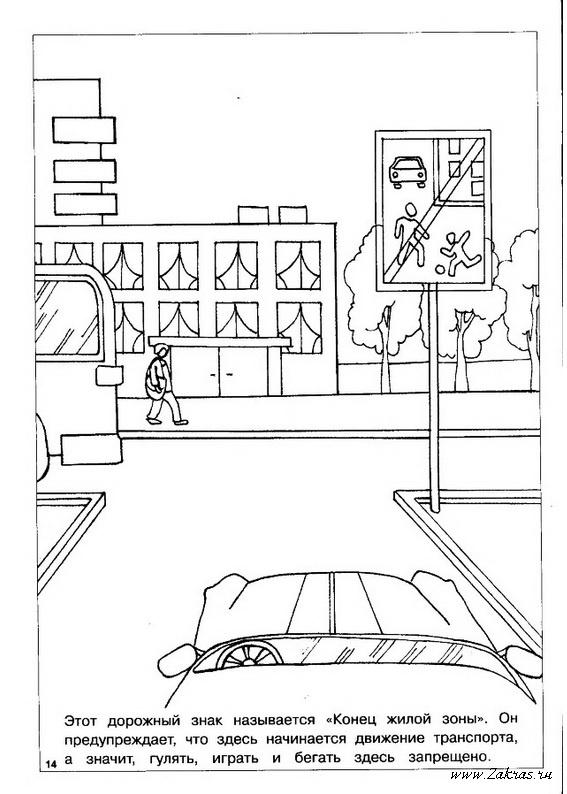 Этот дорожный знак называется «Конец жилой зоны». Он
предупреждает, что здесь начинается движение транспорта,
а значит, гулять, играть и бегать здесь запрещено.
14
www.Zakras.ru